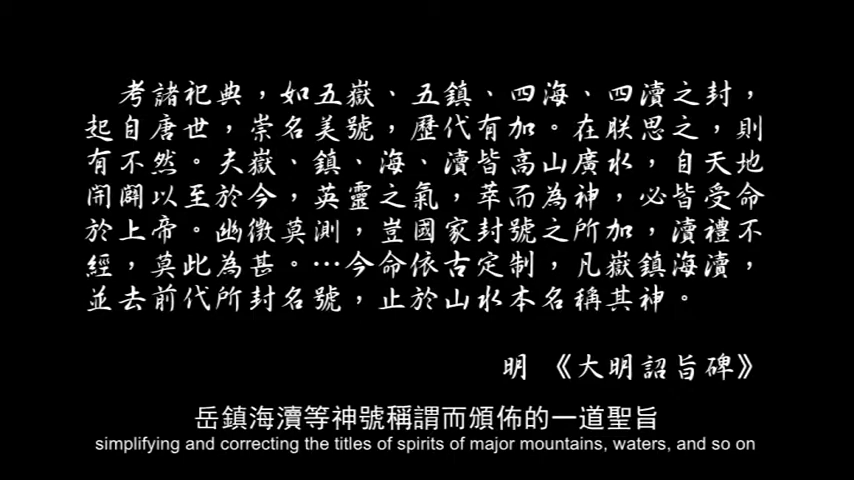 考諸祀典，如五嶽、五鎮、四海、四瀆之封，
起自唐世，崇名美號，歷代有加。在朕思之，則
有不然。夫嶽、鎮、海、瀆皆高山廣水，自天地
開闢以至於今，英靈之氣，萃而為神，必皆受命
於上帝。幽微莫測，豈國家封號之所加，瀆禮不
經，莫此為甚。…今命依古定制，凡嶽鎮海瀆，
並去前代所封名號，止於山水本名稱其神。
明 《大明詔旨碑》
岳鎮海瀆等神號稱謂而頒佈的一道聖旨
simplifying and correcting the titles of spirits of major mountains, waters, and so on